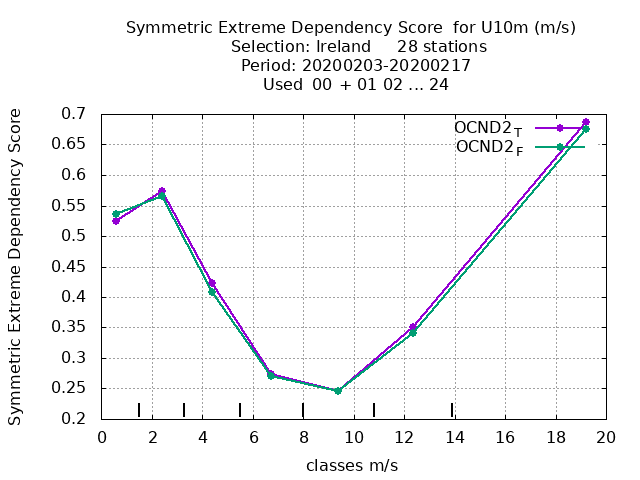 Symmetric Extreme Dependency Score  for U10m (m/s)
Selection: Ireland     28 stations
Period: 20200203-20200217
Used  00 + 01 02 ... 24
Symmetric Extreme Dependency Score
0.7
0.65
0.6
0.55
0.5
0.45
0.4
0.35
0.3
0.25
0.2
OCND2T
OCND2F
0 2 4 6 8 10 12 14 16 18 20
classes m/s